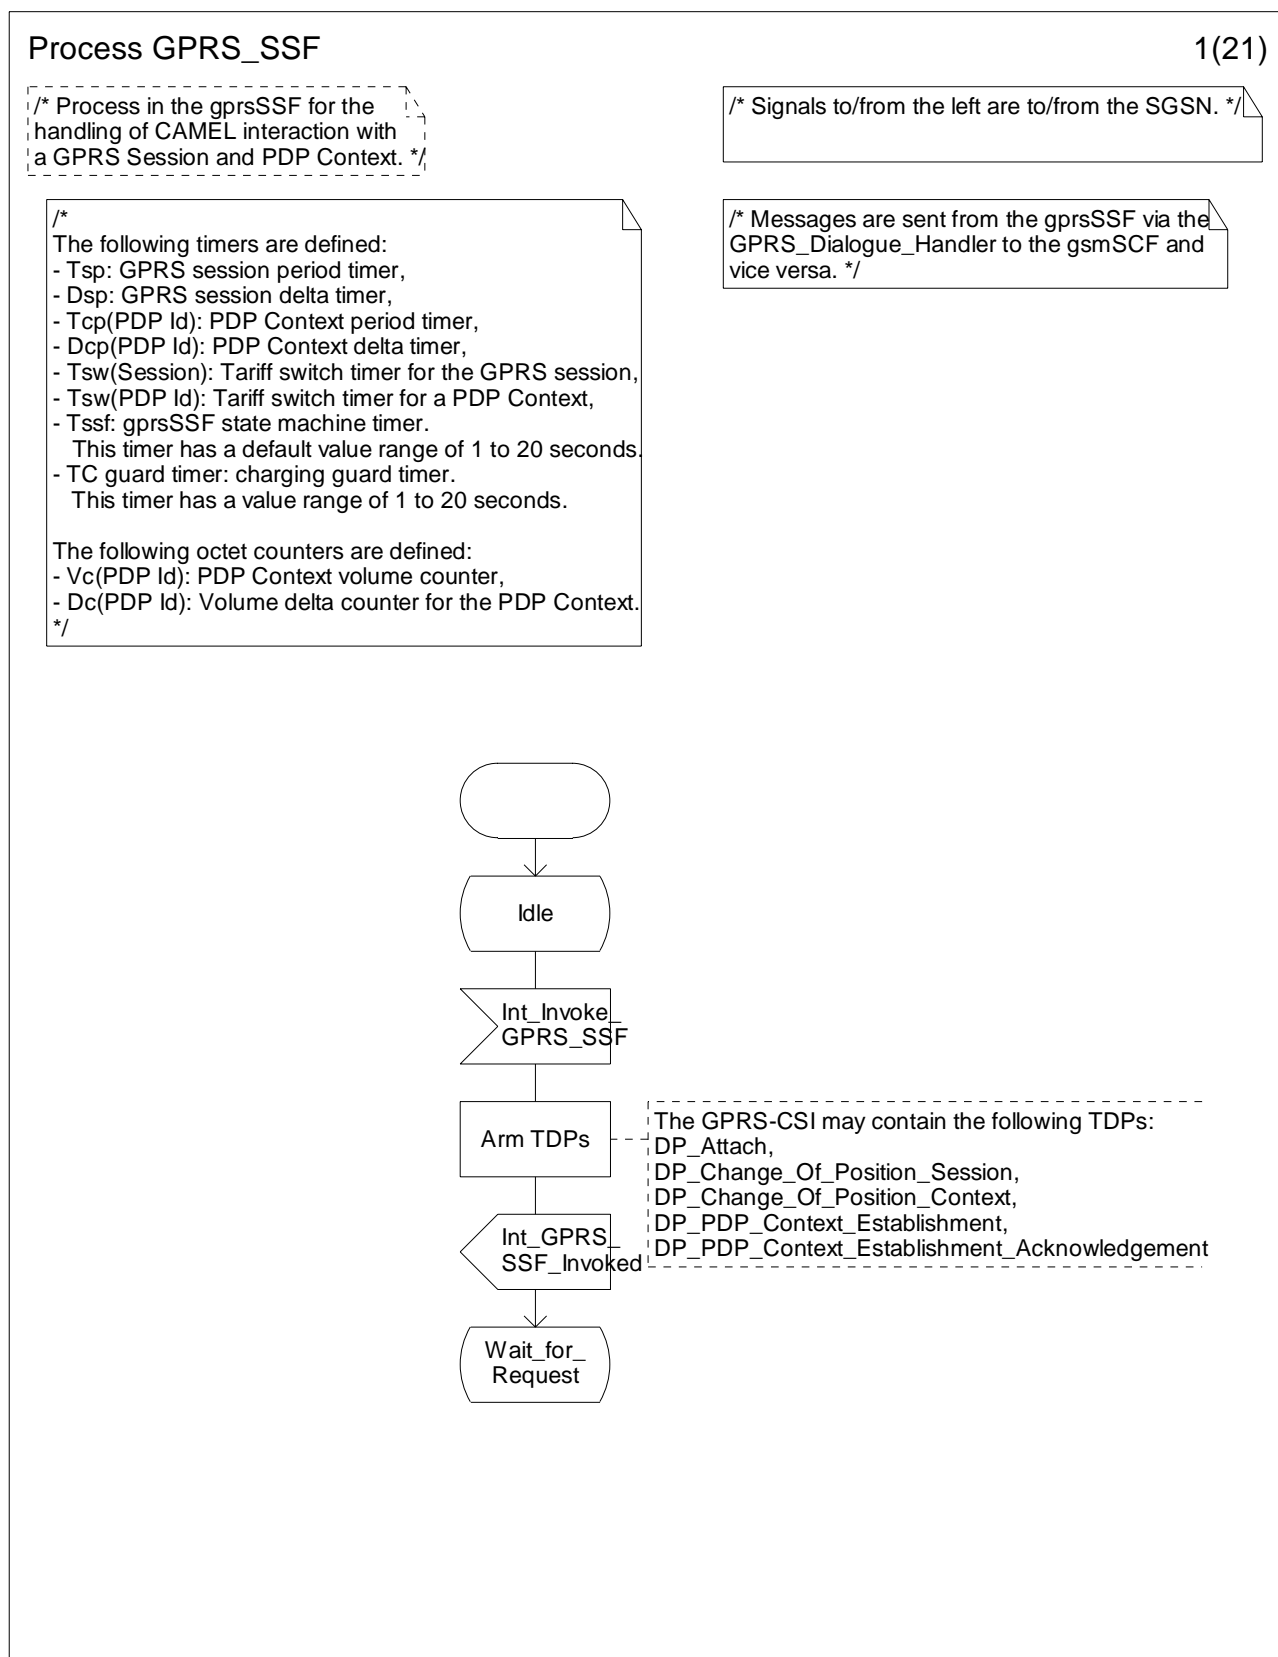 Process GPRS_SSF
1(21)
/* Process in the gprsSSF for the
handling of CAMEL interaction with
a GPRS Session and PDP Context. */
/* Signals to/from the left are to/from the SGSN. */
/*
The following timers are defined:
- Tsp: GPRS session period timer,
- Dsp: GPRS session delta timer,
- Tcp(PDP Id): PDP Context period timer,
- Dcp(PDP Id): PDP Context delta timer,
- Tsw(Session): Tariff switch timer for the GPRS session,
- Tsw(PDP Id): Tariff switch timer for a PDP Context,
- Tssf: gprsSSF state machine timer.
This timer has a default value range of 1 to 20 seconds.
- TC guard timer: charging guard timer.
This timer has a value range of 1 to 20 seconds.
The following octet counters are defined:
- Vc(PDP Id): PDP Context volume counter,
- Dc(PDP Id): Volume delta counter for the PDP Context.
*/
/* Messages are sent from the gprsSSF via the
GPRS_Dialogue_Handler to the gsmSCF and
vice versa. */
Idle
Int_Invoke_
GPRS_SSF
Arm TDPs
The GPRS-CSI may contain the following TDPs:
DP_Attach,
DP_Change_Of_Position_Session,
DP_Change_Of_Position_Context,
DP_PDP_Context_Establishment,
DP_PDP_Context_Establishment_Acknowledgement
Int_GPRS_
SSF_Invoked
Wait_for_
Request